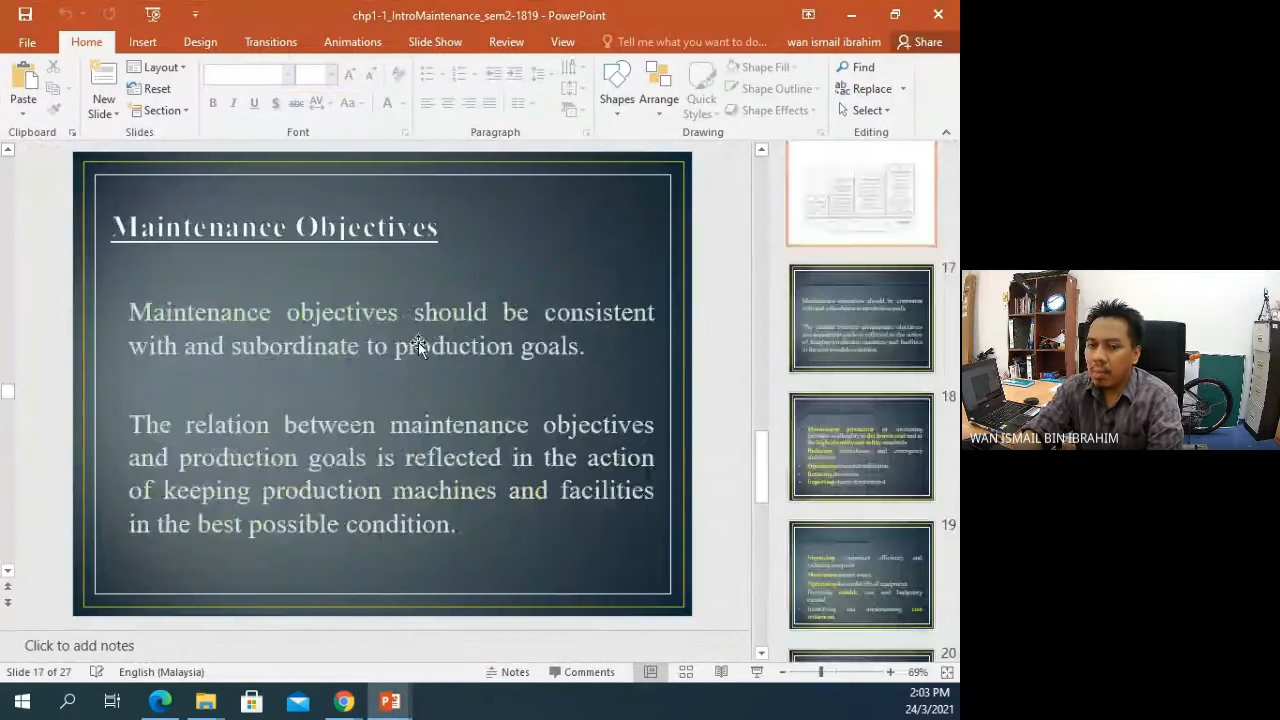 chp1-1_IntroMaintenance_sem2-1819 - PowerPoint
File Home Insert Design Transitions Animations Slide Show Review View Tell me what you want to do... wan ismail ibrahim Share
Paste
New Slide
Layout
Reset
Section
Shapes
Arrange
Quick Styles
Shape Fill
Shape Outline
Shape Effects
Find
Replace
Select
Clipboard Slides Font Paragraph Drawing Editing
Maintenance Objectives
Maintenance objectives should be consistent
with and subordinate to production goals.
The relation between maintenance objectives
and production goals is reflected in the action
of keeping production machines and facilities
in the best possible condition.
17
18
19
20
WAN ISMAIL BIN IBRAHIM
Click to add notes
Slide 17 of 27 English (Malaysia) Notes Comments 69%
2:03 PM
24/3/2021